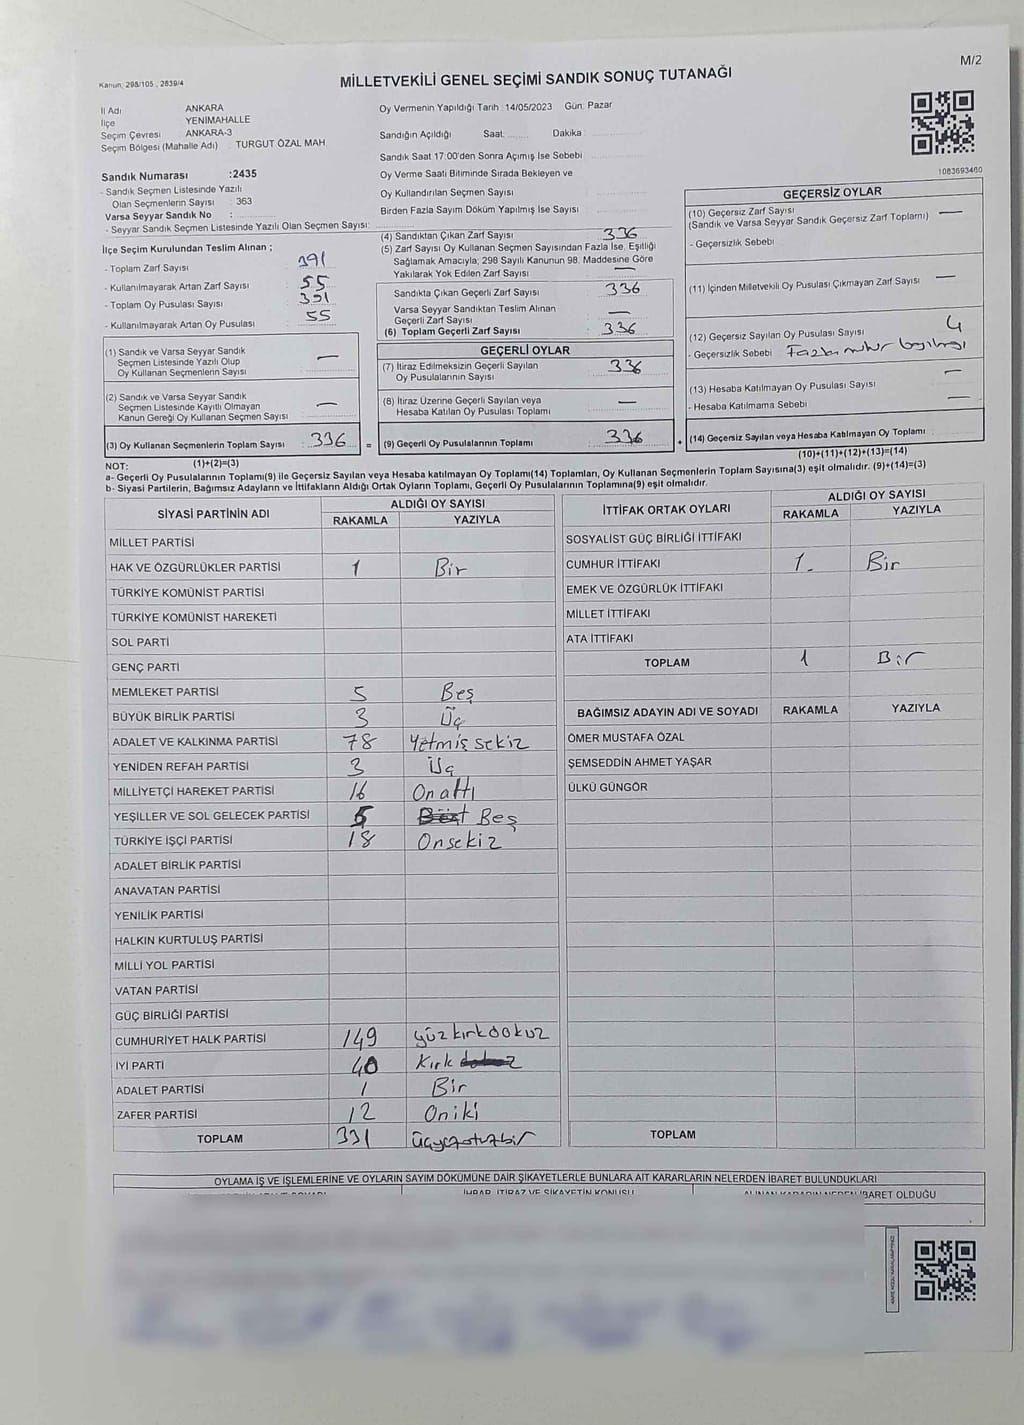 M/2
Kanun: 298/105 , 2839/4
MİLLETVEKİLİ GENEL SEÇİMİ SANDIK SONUÇ TUTANAĞI
İl Adı ANKARA
İlçe YENİMAHALLE
Seçim Çevresi ANKARA-3
Seçim Bölgesi (Mahalle Adı) : TURGUT ÖZAL MAH
Sandık Numarası :2435
- Sandık Seçmen Listesinde Yazılı
Olan Seçmenlerin Sayısı : 363
Varsa Seyyar Sandık No :
- Seyyar Sandık Seçmen Listesinde Yazılı Olan Seçmen Sayısı:
İlçe Seçim Kurulundan Teslim Alınan ;
- Toplam Zarf Sayısı 391
- Kullanılmayarak Artan Zarf Sayısı : 55
- Toplam Oy Pusulası Sayısı : 391
- Kullanılmayarak Artan Oy Pusulası : 55
(1) Sandık ve Varsa Seyyar Sandık
Seçmen Listesinde Yazılı Olup
Oy Kullanan Seçmenlerin Sayısı —
(2) Sandık ve Varsa Seyyar Sandık
Seçmen Listesinde Kayıtlı Olmayan
Kanun Gereği Oy Kullanan Seçmen Sayısı —
(3) Oy Kullanan Seçmenlerin Toplam Sayısı : 336 =
(1)+(2)=(3)
Oy Vermenin Yapıldığı Tarih : 14/05/2023 Gün: Pazar
Sandığın Açıldığı Saat: Dakika :
Sandık Saat 17:00'den Sonra Açımış İse Sebebi
Oy Verme Saati Bitiminde Sırada Bekleyen ve
Oy Kullandırılan Seçmen Sayısı :
Birden Fazla Sayım Döküm Yapılmış İse Sayısı
(4) Sandıktan Çıkan Zarf Sayısı : 336
(5) Zarf Sayısı Oy Kullanan Seçmen Sayısından Fazla İse, Eşitliği
Sağlamak Amacıyla; 298 Sayılı Kanunun 98. Maddesine Göre
Yakılarak Yok Edilen Zarf Sayısı : —
Sandıkta Çıkan Geçerli Zarf Sayısı : 336
Varsa Seyyar Sandıktan Teslim Alınan
Geçerli Zarf Sayısı : —
(6) Toplam Geçerli Zarf Sayısı : 336
GEÇERLİ OYLAR
(7) İtiraz Edilmeksizin Geçerli Sayılan
Oy Pusulalarının Sayısı : 336
(8) İtiraz Üzerine Geçerli Sayılan veya
Hesaba Katılan Oy Pusulası Toplamı : —
(9) Geçerli Oy Pusulalarının Toplamı : 336 +
1083693460
GEÇERSİZ OYLAR
(10) Geçersiz Zarf Sayısı
(Sandık ve Varsa Seyyar Sandık Geçersiz Zarf Toplamı) —
- Geçersizlik Sebebi
(11) İçinden Milletvekili Oy Pusulası Çıkmayan Zarf Sayısı —
(12) Geçersiz Sayılan Oy Pusulası Sayısı 4
- Geçersizlik Sebebi : Fazla mühür
(13) Hesaba Katılmayan Oy Pusulası Sayısı —
- Hesaba Katılmama Sebebi : —
(14) Geçersiz Sayılan veya Hesaba Katılmayan Oy Toplamı
(10)+(11)+(12)+(13)=(14)
NOT:
a- Geçerli Oy Pusulalarının Toplamı(9) ile Geçersiz Sayılan veya Hesaba katılmayan Oy Toplamı(14) Toplamları, Oy Kullanan Seçmenlerin Toplam Sayısına(3) eşit olmalıdır. (9)+(14)=(3)
b- Siyasi Partilerin, Bağımsız Adayların ve İttifakların Aldığı Ortak Oyların Toplamı, Geçerli Oy Pusulalarının Toplamına(9) eşit olmalıdır.
SİYASİ PARTİNİN ADI ALDIĞI OY SAYISI
RAKAMLA YAZIYLA
MİLLET PARTİSİ
HAK VE ÖZGÜRLÜKLER PARTİSİ 1 Bir
TÜRKİYE KOMÜNİST PARTİSİ
TÜRKİYE KOMÜNİST HAREKETİ
SOL PARTİ
GENÇ PARTİ
MEMLEKET PARTİSİ 5 Beş
BÜYÜK BİRLİK PARTİSİ 3 Üç
ADALET VE KALKINMA PARTİSİ 78 Yetmiş sekiz
YENİDEN REFAH PARTİSİ 3 Üç
MİLLİYETÇİ HAREKET PARTİSİ 16 Onaltı
YEŞİLLER VE SOL GELECEK PARTİSİ 5 Beş
TÜRKİYE İŞÇİ PARTİSİ 18 Onsekiz
ADALET BİRLİK PARTİSİ
ANAVATAN PARTİSİ
YENİLİK PARTİSİ
HALKIN KURTULUŞ PARTİSİ
MİLLİ YOL PARTİSİ
VATAN PARTİSİ
GÜÇ BİRLİĞİ PARTİSİ
CUMHURİYET HALK PARTİSİ 149 yüzkırkdokuz
İYİ PARTİ 40 Kırk
ADALET PARTİSİ 1 Bir
ZAFER PARTİSİ 12 Oniki
TOPLAM 331 üçyüzotuzbir
İTTİFAK ORTAK OYLARI ALDIĞI OY SAYISI
RAKAMLA YAZIYLA
SOSYALİST GÜÇ BİRLİĞİ İTTİFAKI
CUMHUR İTTİFAKI 1. Bir
EMEK VE ÖZGÜRLÜK İTTİFAKI
MİLLET İTTİFAKI
ATA İTTİFAKI
TOPLAM 1 Bir
BAĞIMSIZ ADAYIN ADI VE SOYADI RAKAMLA YAZIYLA
ÖMER MUSTAFA ÖZAL
ŞEMSEDDİN AHMET YAŞAR
ÜLKÜ GÜNGÖR
TOPLAM
OYLAMA İŞ VE İŞLEMLERİNE VE OYLARIN SAYIM DÖKÜMÜNE DAİR ŞİKAYETLERLE BUNLARA AİT KARARLARIN NELERDEN İBARET BULUNDUKLARI
İHBAR, İTİRAZ VE ŞİKAYETİN KONUSU ALINAN KARARIN NEDEN İBARET OLDUĞU